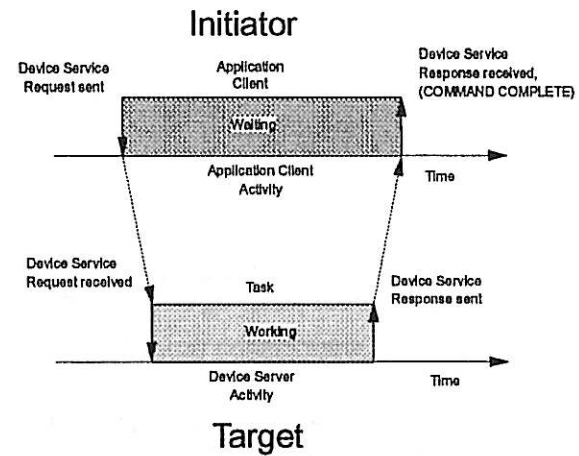 Initiator
Device Service
Request sent
Application
Client
Device Service
Response received,
(COMMAND COMPLETE)
Waiting
Application Client
Activity
Time
Device Service
Request received
Task
Device Service
Response sent
Working
Device Server
Activity
Time
Target